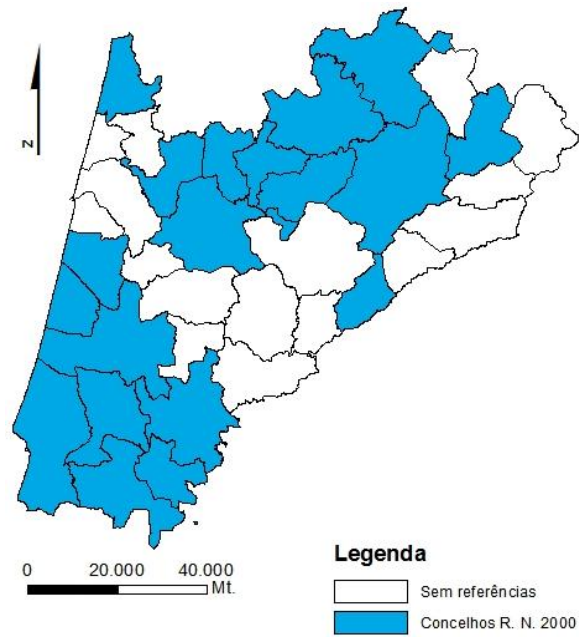 N
0 20.000 40.000
Mt.
Legenda
Sem referências
Concelhos R. N. 2000